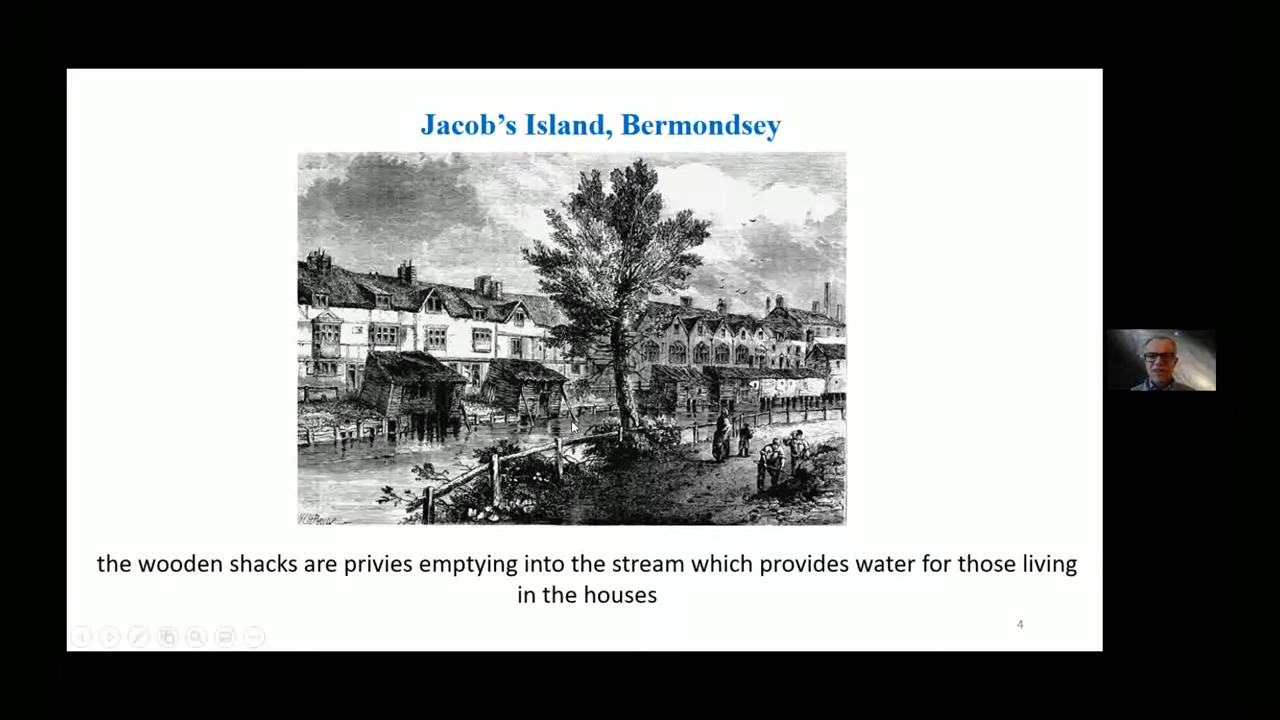 Jacob's Island, Bermondsey
the wooden shacks are privies emptying into the stream which provides water for those living
in the houses
4